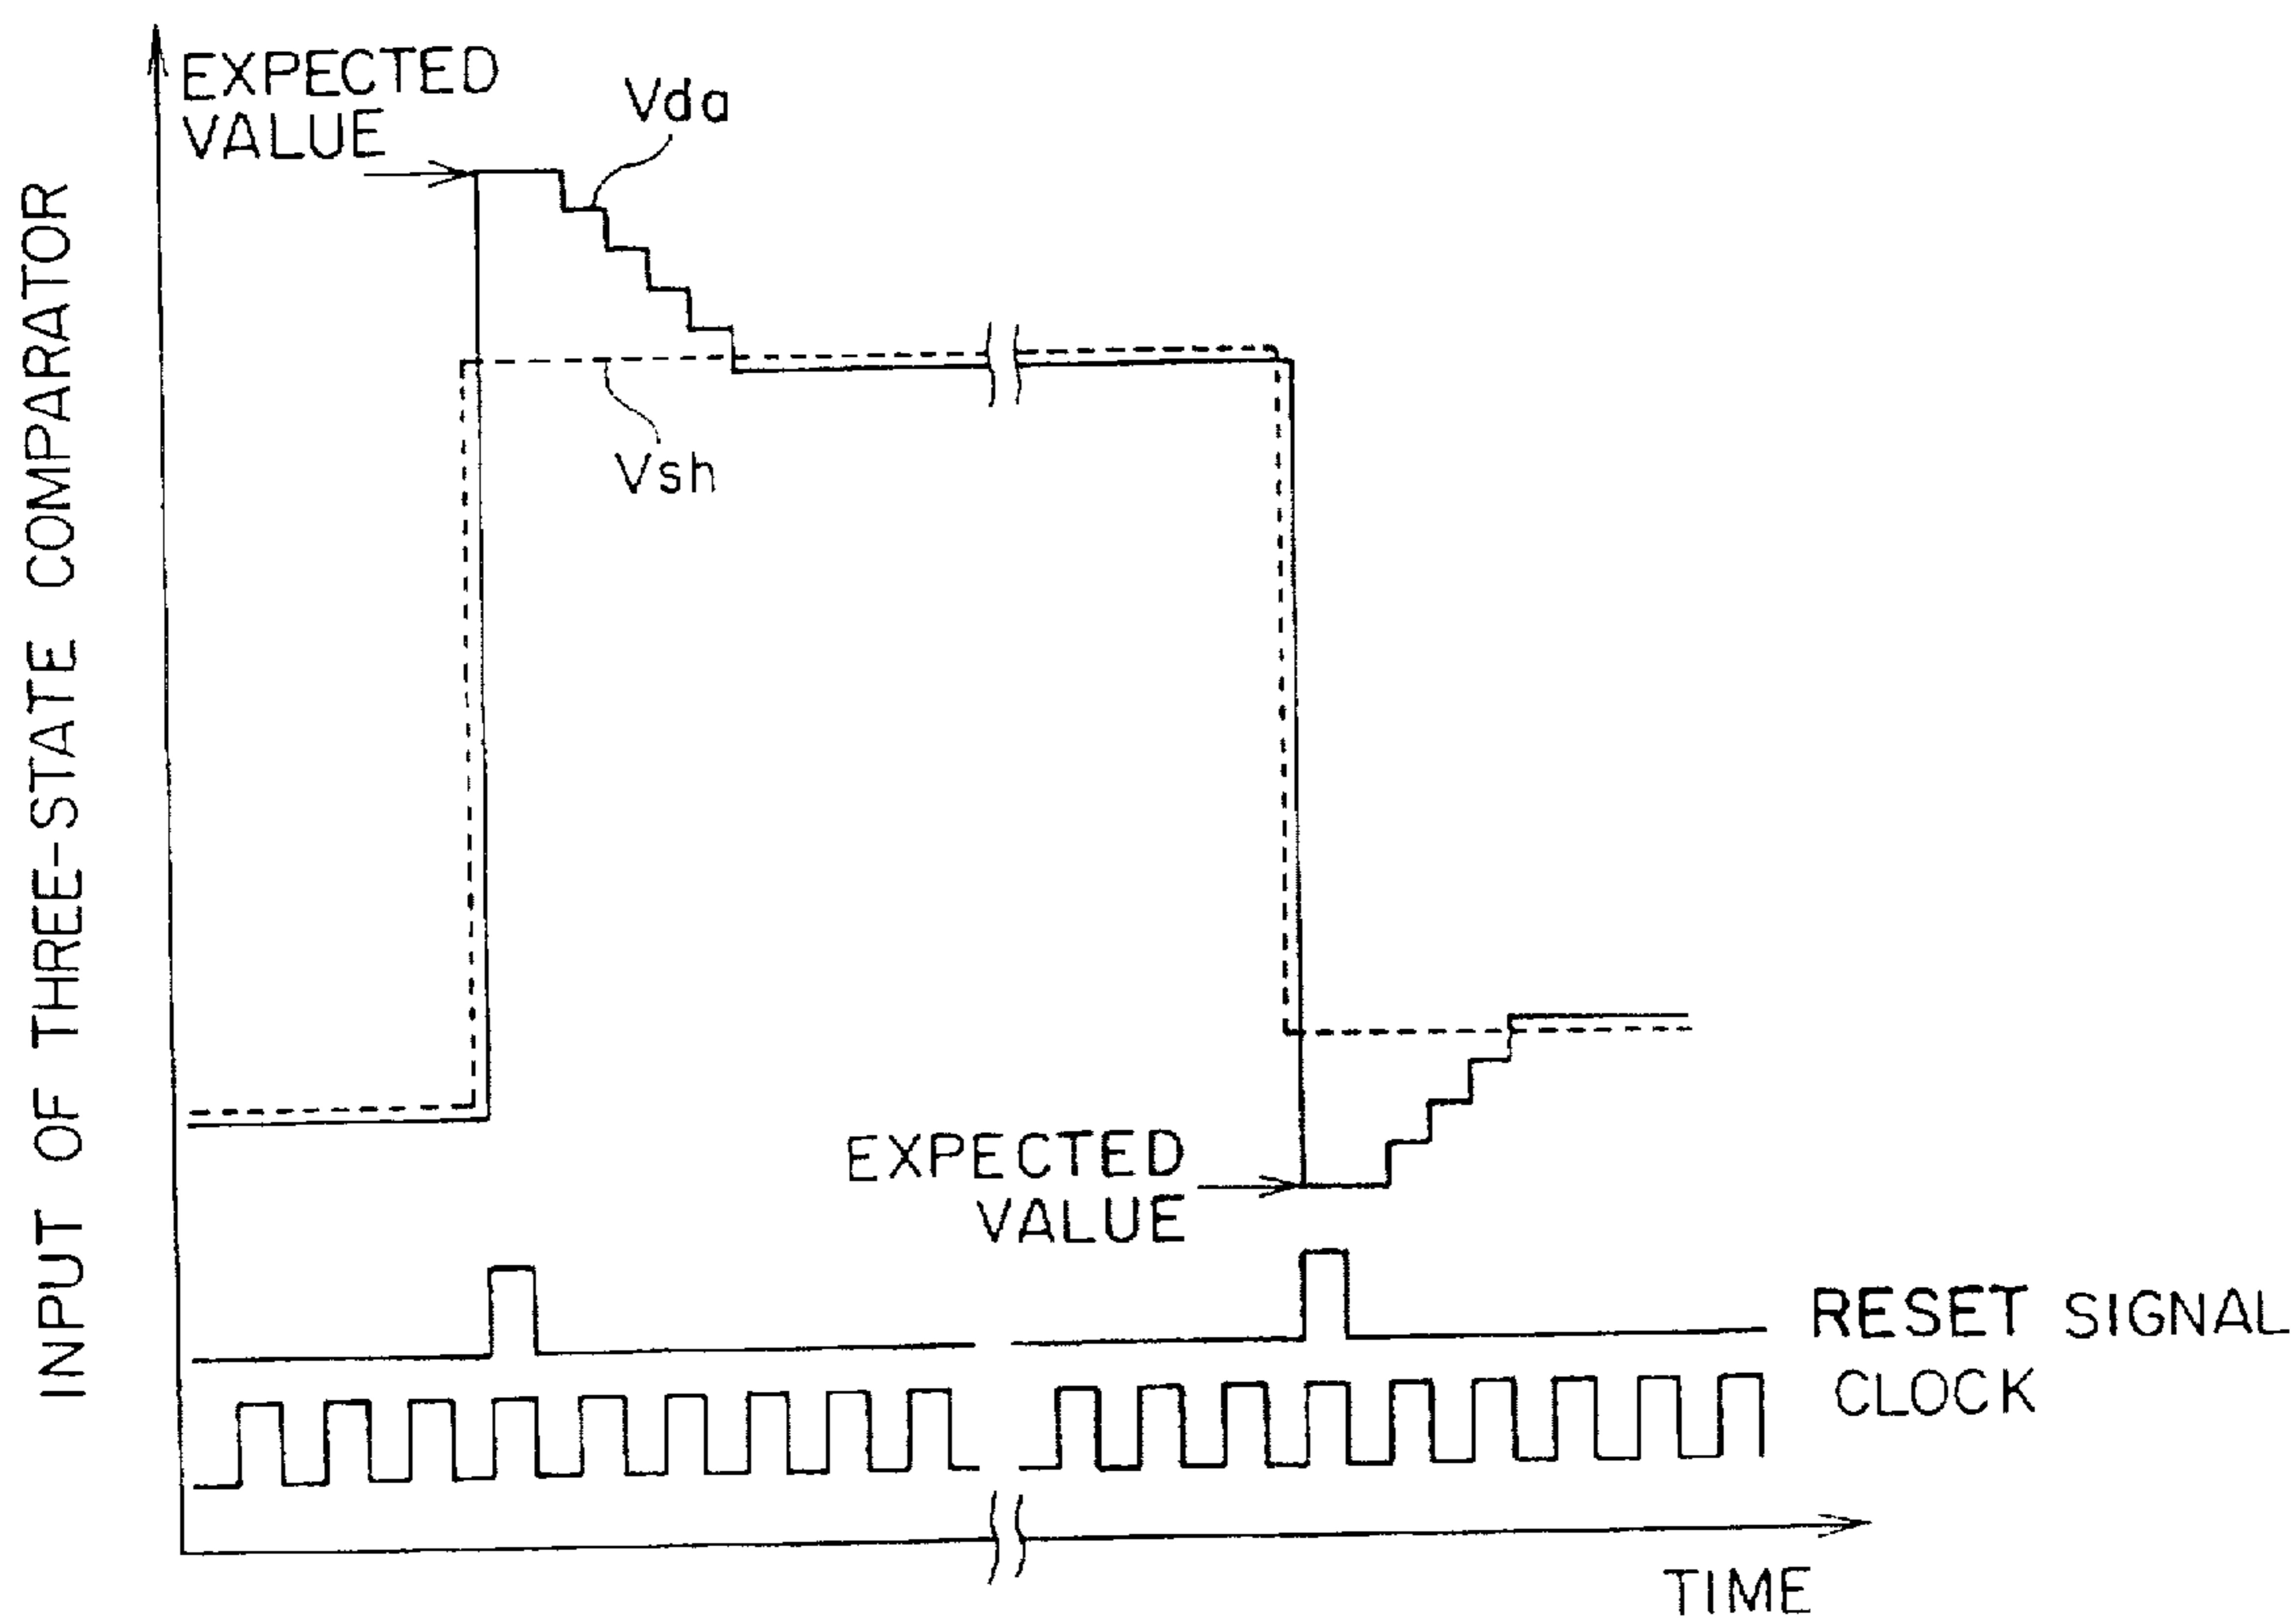 EXPECTED
VALUE
Vda
INPUT OF THREE-STATE COMPARATOR
Vsh
EXPECTED
VALUE
RESET SIGNAL
CLOCK
TIME